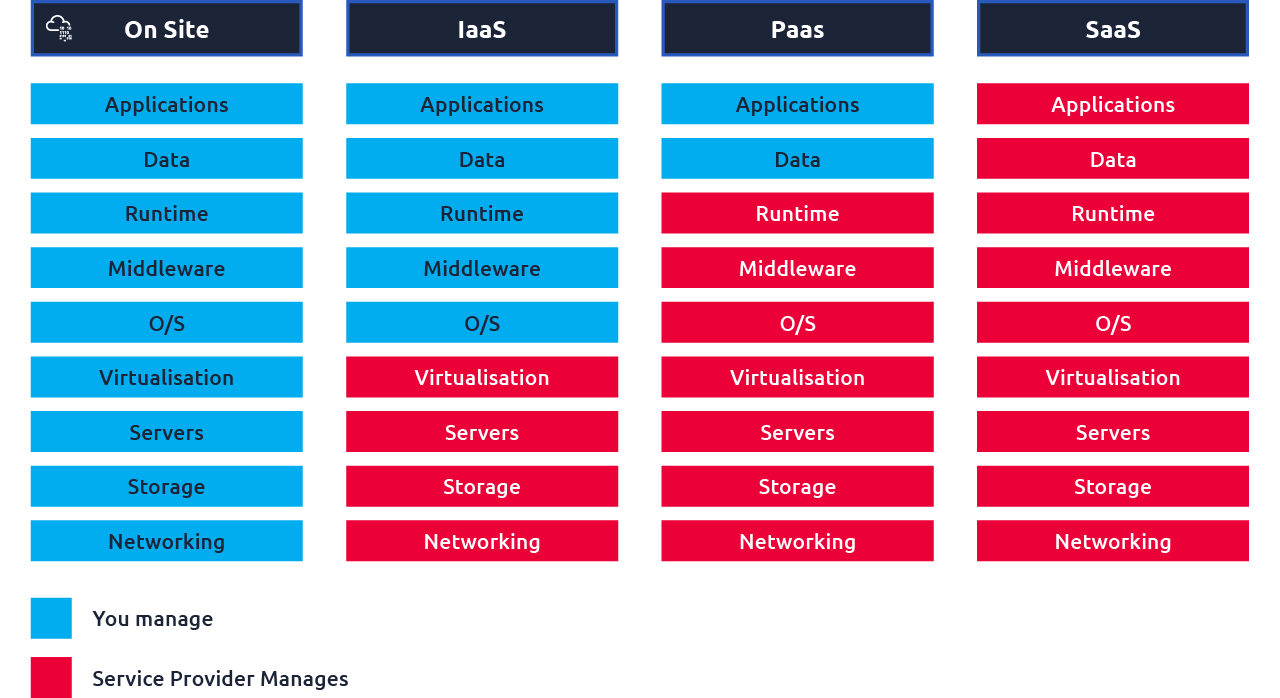 On Site
IaaS
Paas
SaaS
Applications
Applications
Applications
Applications
Data
Data
Data
Data
Runtime
Runtime
Runtime
Runtime
Middleware
Middleware
Middleware
Middleware
O/S
O/S
O/S
O/S
Virtualisation
Virtualisation
Virtualisation
Virtualisation
Servers
Servers
Servers
Servers
Storage
Storage
Storage
Storage
Networking
Networking
Networking
Networking
You manage
Service Provider Manages